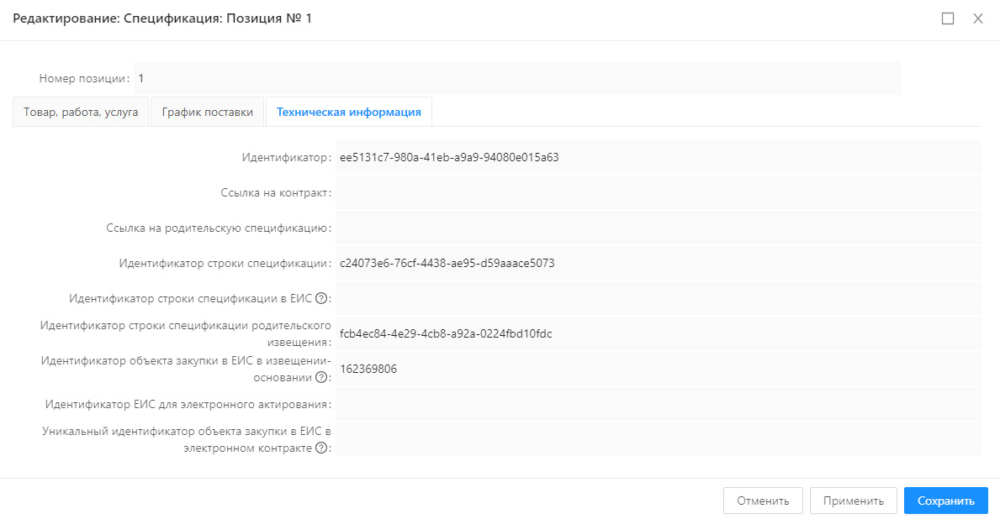 Редактирование: Спецификация: Позиция № 1
Номер позиции: 1
Товар, работа, услуга График поставки Техническая информация
Идентификатор: ee5131c7-980a-41eb-a9a9-94080e015a63
Ссылка на контракт:
Ссылка на родительскую спецификацию:
Идентификатор строки спецификации: c24073e6-76cf-4438-ae95-d59aaace5073
Идентификатор строки спецификации в ЕИС ?:
Идентификатор строки спецификации родительского
извещения: fcb4ec84-4e29-4cb8-a92a-0224fbd10fdc
Идентификатор объекта закупки в ЕИС в извещении-
основании ?: 162369806
Идентификатор ЕИС для электронного актирования:
Уникальный идентификатор объекта закупки в ЕИС в
электронном контракте ?:
Отменить Применить Сохранить